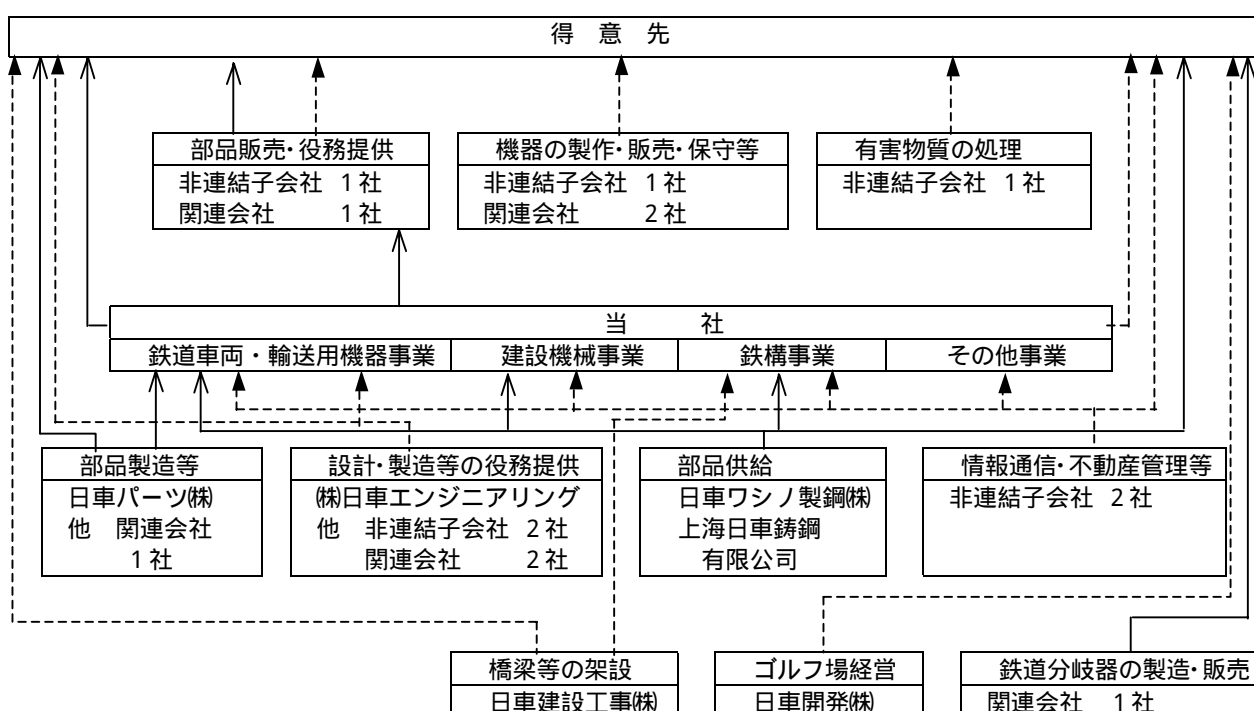 得 意 先
部品販売・役務提供
非連結子会社 1社
関連会社 1社
機器の製作・販売・保守等
非連結子会社 1社
関連会社 2社
有害物質の処理
非連結子会社 1社
当 社
鉄道車両・輸送用機器事業
建設機械事業
鉄構事業
その他事業
部品製造等
日車パーツ㈱
他 関連会社
1社
設計・製造等の役務提供
㈱日車エンジニアリング
他 非連結子会社 2社
関連会社 2社
部品供給
日車ワシノ製鋼㈱
上海日車鋳鋼
有限公司
情報通信・不動産管理等
非連結子会社 2社
橋梁等の架設
日車建設工事㈱
ゴルフ場経営
日車開発㈱
鉄道分岐器の製造・販売
関連会社 1社